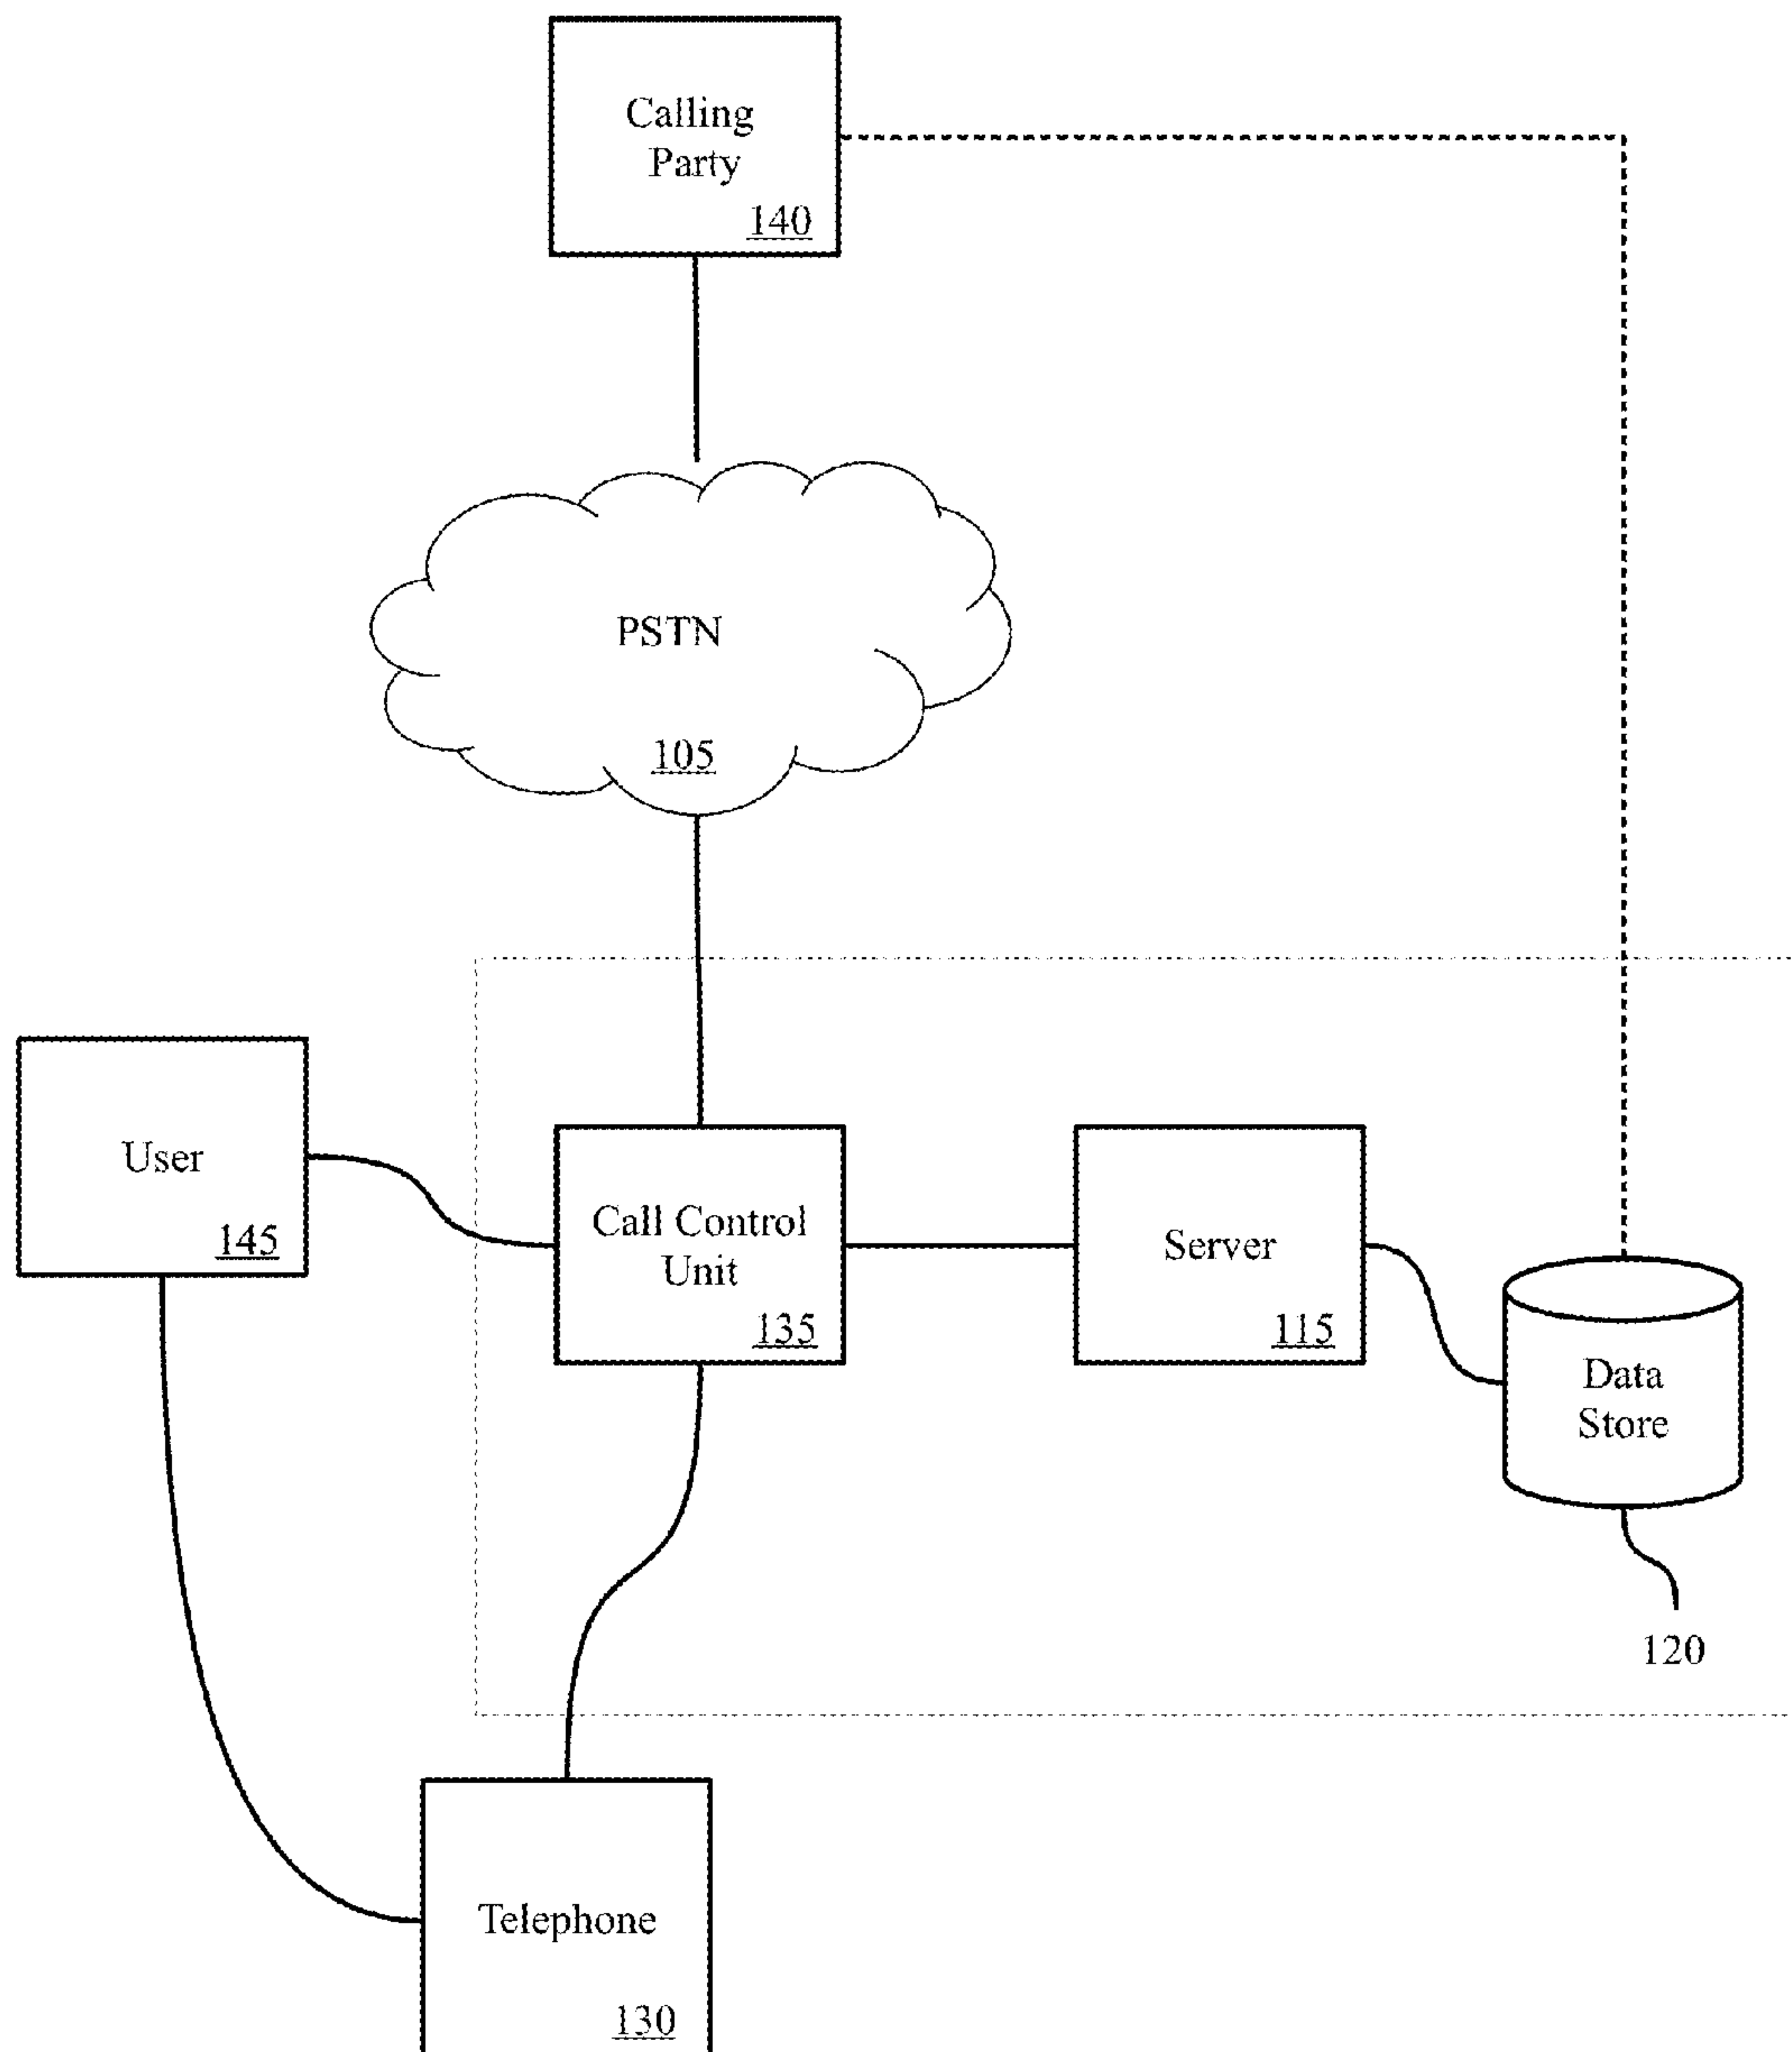 Calling
Party
140
PSTN
105
User
145
Call Control
Unit
135
Server
115
Data
Store
120
Telephone
130